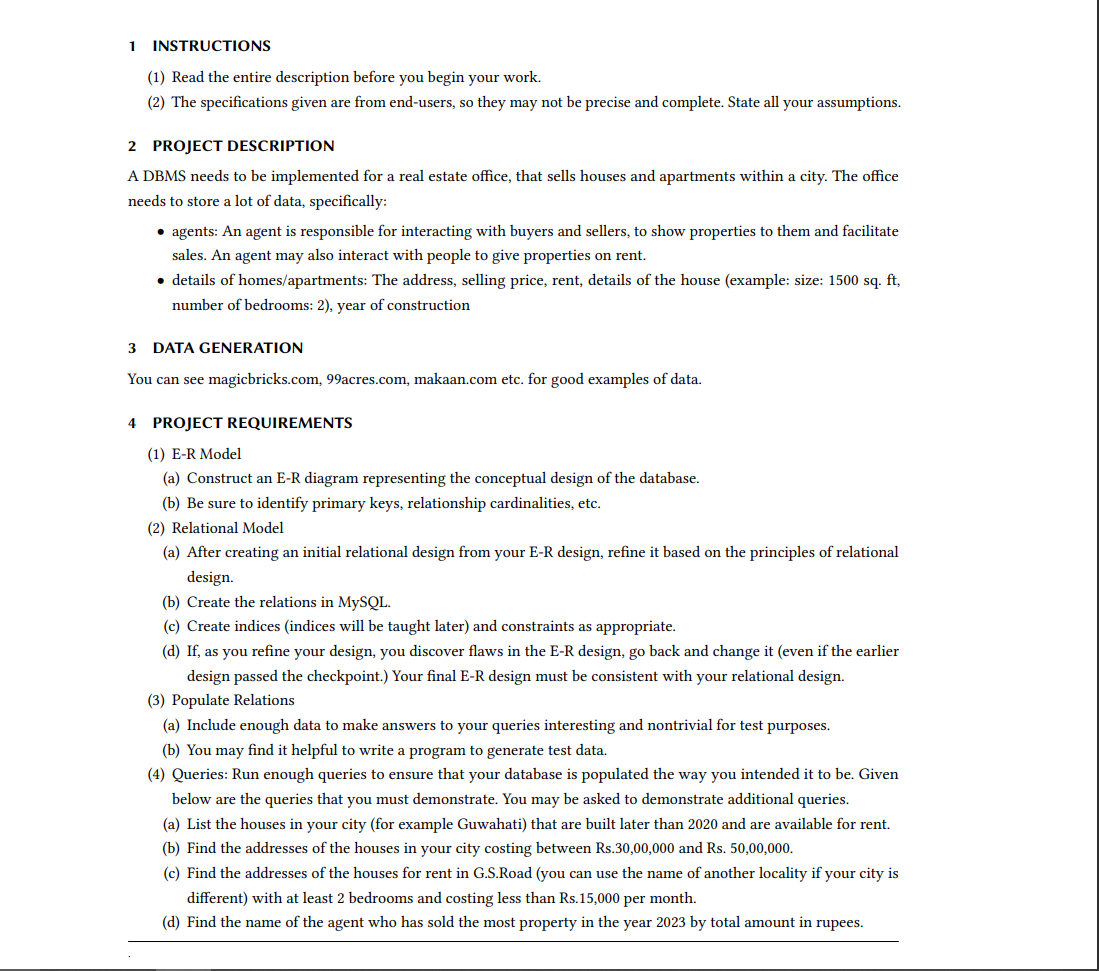 1 INSTRUCTIONS
(1) Read the entire description before you begin your work.
(2) The specifications given are from end-users, so they may not be precise and complete. State all your assumptions.
2 PROJECT DESCRIPTION
A DBMS needs to be implemented for a real estate office, that sells houses and apartments within a city. The office
needs to store a lot of data, specifically:
• agents: An agent is responsible for interacting with buyers and sellers, to show properties to them and facilitate
sales. An agent may also interact with people to give properties on rent.
• details of homes/apartments: The address, selling price, rent, details of the house (example: size: 1500 sq. ft,
number of bedrooms: 2), year of construction
3 DATA GENERATION
You can see magicbricks.com, 99acres.com, makaan.com etc. for good examples of data.
4 PROJECT REQUIREMENTS
(1) E-R Model
(a) Construct an E-R diagram representing the conceptual design of the database.
(b) Be sure to identify primary keys, relationship cardinalities, etc.
(2) Relational Model
(a) After creating an initial relational design from your E-R design, refine it based on the principles of relational
design.
(b) Create the relations in MySQL.
(c) Create indices (indices will be taught later) and constraints as appropriate.
(d) If, as you refine your design, you discover flaws in the E-R design, go back and change it (even if the earlier
design passed the checkpoint.) Your final E-R design must be consistent with your relational design.
(3) Populate Relations
(a) Include enough data to make answers to your queries interesting and nontrivial for test purposes.
(b) You may find it helpful to write a program to generate test data.
(4) Queries: Run enough queries to ensure that your database is populated the way you intended it to be. Given
below are the queries that you must demonstrate. You may be asked to demonstrate additional queries.
(a) List the houses in your city (for example Guwahati) that are built later than 2020 and are available for rent.
(b) Find the addresses of the houses in your city costing between Rs.30,00,000 and Rs. 50,00,000.
(c) Find the addresses of the houses for rent in G.S.Road (you can use the name of another locality if your city is
different) with at least 2 bedrooms and costing less than Rs.15,000 per month.
(d) Find the name of the agent who has sold the most property in the year 2023 by total amount in rupees.
.